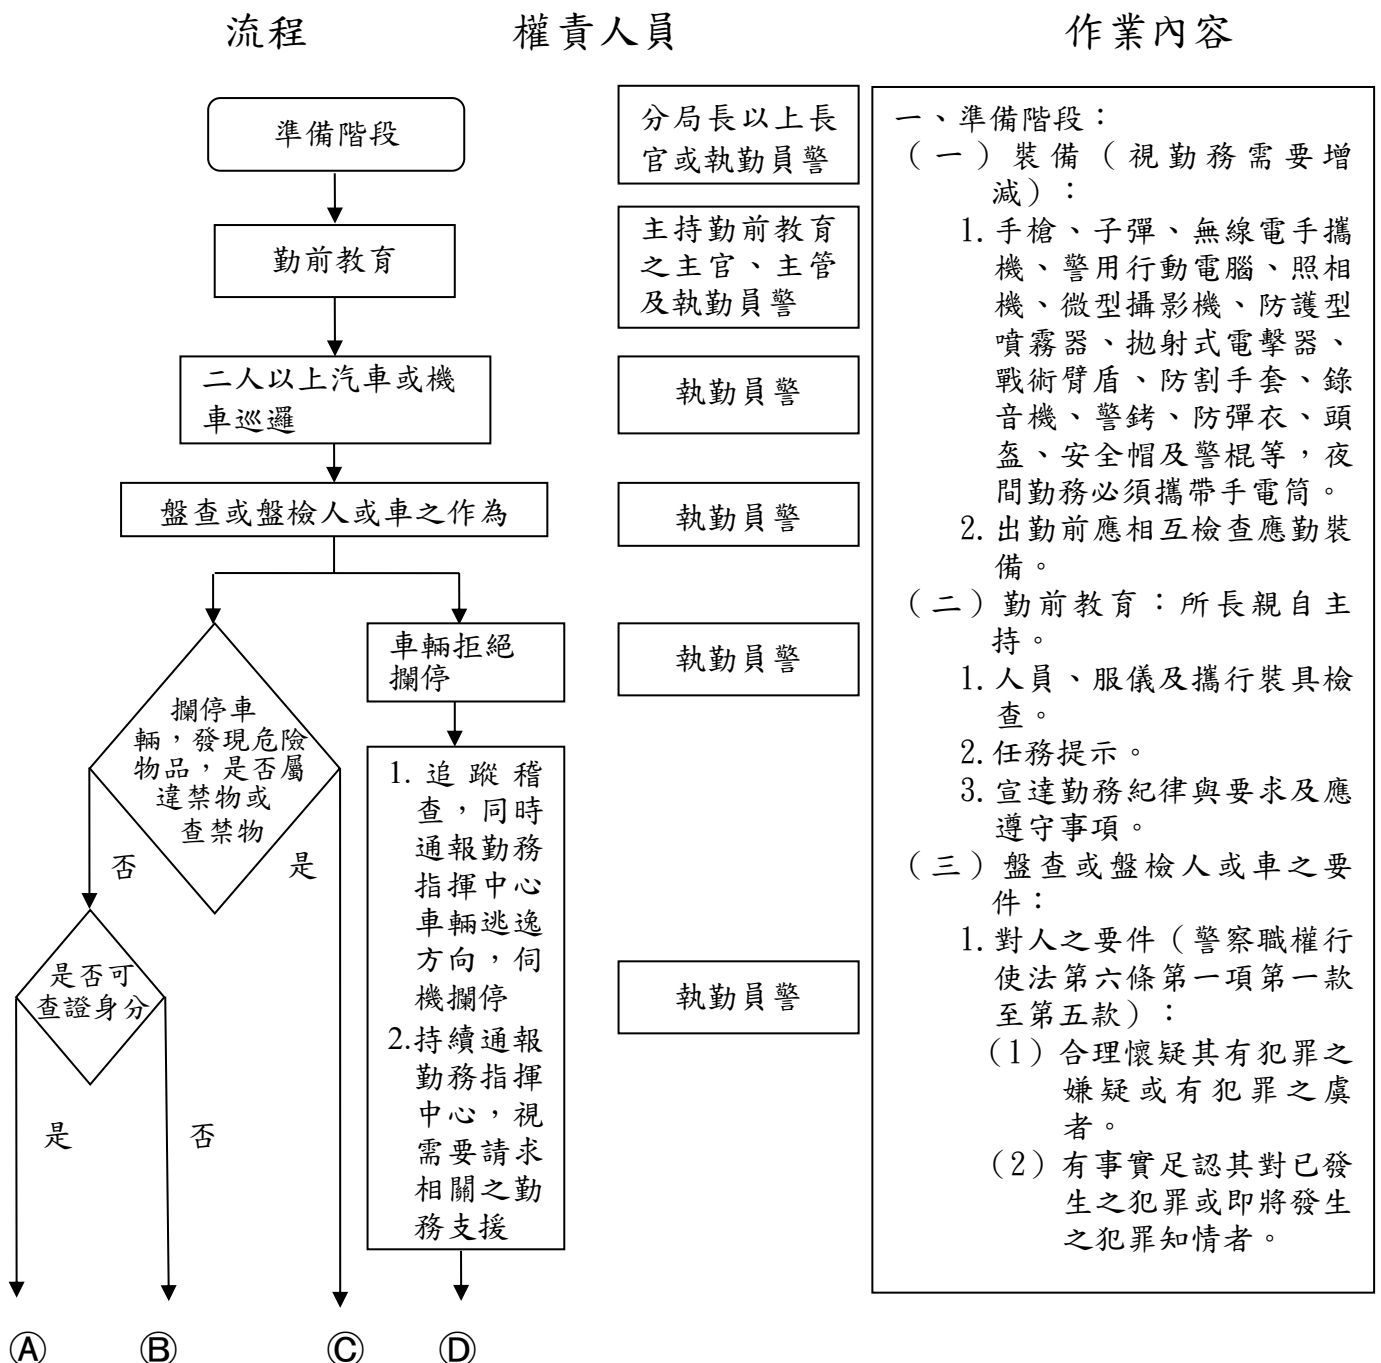 流程
權責人員
作業內容
準備階段
勤前教育
二人以上汽車或機
車巡邏
盤查或盤檢人或車之作為
攔停車
輛，發現危險
物品，是否屬
違禁物或
查禁物
否
是
是否可
查證身分
是
否
車輛拒絕
攔停
1. 追蹤稽
查，同時
通報勤務
指揮中心
車輛逃逸
方向，伺
機攔停
2.持續通報
勤務指揮
中心，視
需要請求
相關之勤
務支援
Ⓐ
Ⓑ
Ⓒ
Ⓓ
分局長以上長
官或執勤員警
主持勤前教育
之主官、主管
及執勤員警
執勤員警
執勤員警
執勤員警
執勤員警
一、準備階段：
（一）裝備（視勤務需要增
減）：
1.手槍、子彈、無線電手攜
機、警用行動電腦、照相
機、微型攝影機、防護型
噴霧器、拋射式電擊器、
戰術臂盾、防割手套、錄
音機、警銬、防彈衣、頭
盔、安全帽及警棍等，夜
間勤務必須攜帶手電筒。
2.出勤前應相互檢查應勤裝
備。
（二）勤前教育：所長親自主
持。
1.人員、服儀及攜行裝具檢
查。
2.任務提示。
3.宣達勤務紀律與要求及應
遵守事項。
（三）盤查或盤檢人或車之要
件：
1.對人之要件（警察職權行
使法第六條第一項第一款
至第五款）：
（1）合理懷疑其有犯罪之
嫌疑或有犯罪之虞
者。
（2）有事實足認其對已發
生之犯罪或即將發生
之犯罪知情者。